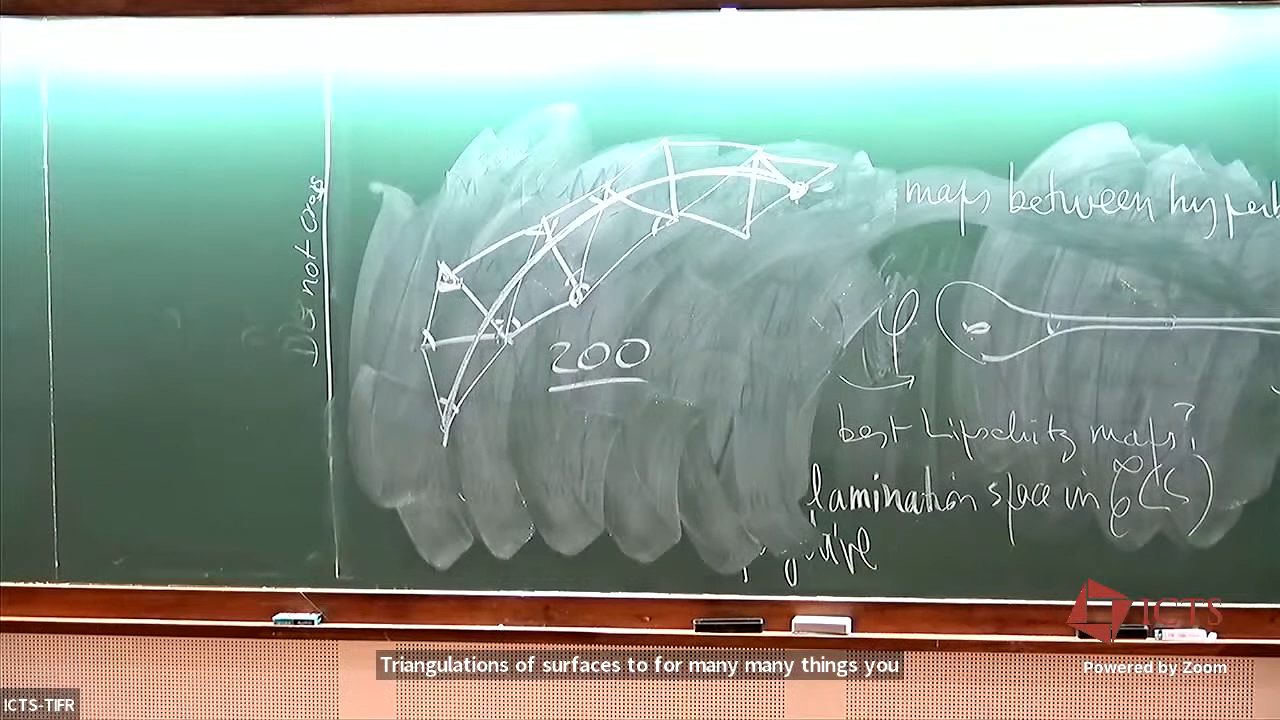 Do not Cross
200
maps between hyperb
φ
best Lipschitz maps?
lamination space in 𝒞^∞(S)
ICTS
Triangulations of surfaces to for many many things you
Powered by Zoom
ICTS-TIFR